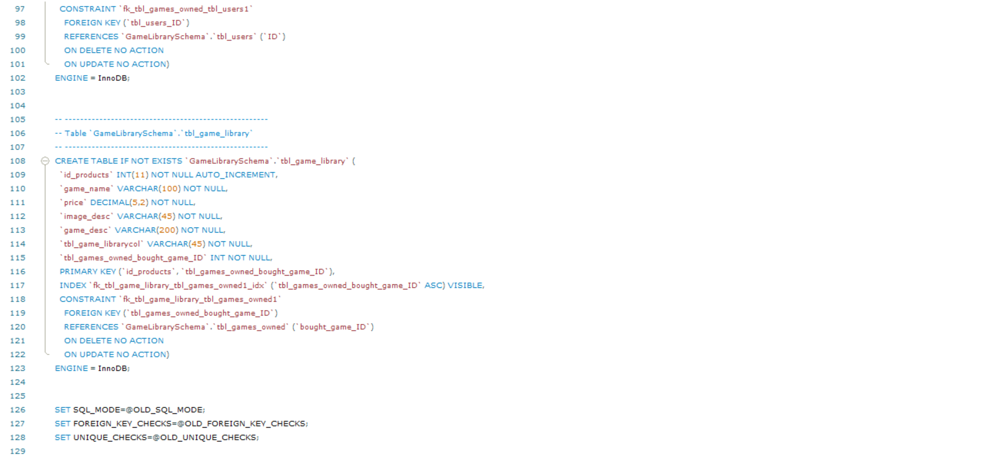 97 CONSTRAINT `fk_tbl_games_owned_tbl_users1`
98 FOREIGN KEY (`tbl_users_ID`)
99 REFERENCES `GameLibrarySchema`.`tbl_users` (`ID`)
100 ON DELETE NO ACTION
101 ON UPDATE NO ACTION)
102 ENGINE = InnoDB;
103
104
105 -- -----------------------------------------------------
106 -- Table `GameLibrarySchema`.`tbl_game_library`
107 -- -----------------------------------------------------
108 CREATE TABLE IF NOT EXISTS `GameLibrarySchema`.`tbl_game_library` (
109 `id_products` INT(11) NOT NULL AUTO_INCREMENT,
110 `game_name` VARCHAR(100) NOT NULL,
111 `price` DECIMAL(5,2) NOT NULL,
112 `image_desc` VARCHAR(45) NOT NULL,
113 `game_desc` VARCHAR(200) NOT NULL,
114 `tbl_game_librarycol` VARCHAR(45) NOT NULL,
115 `tbl_games_owned_bought_game_ID` INT NOT NULL,
116 PRIMARY KEY (`id_products`, `tbl_games_owned_bought_game_ID`),
117 INDEX `fk_tbl_game_library_tbl_games_owned1_idx` (`tbl_games_owned_bought_game_ID` ASC) VISIBLE,
118 CONSTRAINT `fk_tbl_game_library_tbl_games_owned1`
119 FOREIGN KEY (`tbl_games_owned_bought_game_ID`)
120 REFERENCES `GameLibrarySchema`.`tbl_games_owned` (`bought_game_ID`)
121 ON DELETE NO ACTION
122 ON UPDATE NO ACTION)
123 ENGINE = InnoDB;
124
125
126 SET SQL_MODE=@OLD_SQL_MODE;
127 SET FOREIGN_KEY_CHECKS=@OLD_FOREIGN_KEY_CHECKS;
128 SET UNIQUE_CHECKS=@OLD_UNIQUE_CHECKS;
129